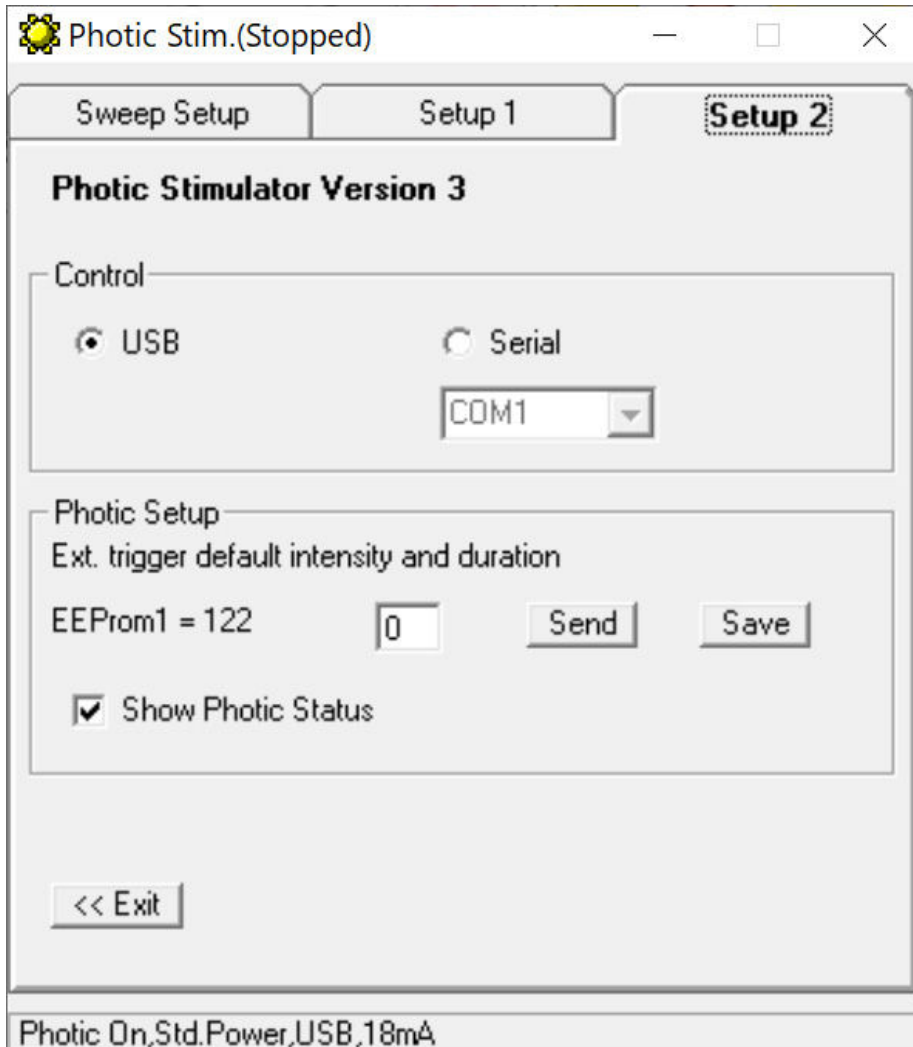 Photic Stim.(Stopped)
Sweep Setup Setup 1 Setup 2
Photic Stimulator Version 3
Control
USB Serial
COM1
Photic Setup
Ext. trigger default intensity and duration
EEProm1 = 122 0 Send Save
Show Photic Status
<< Exit
Photic On,Std.Power,USB,18mA